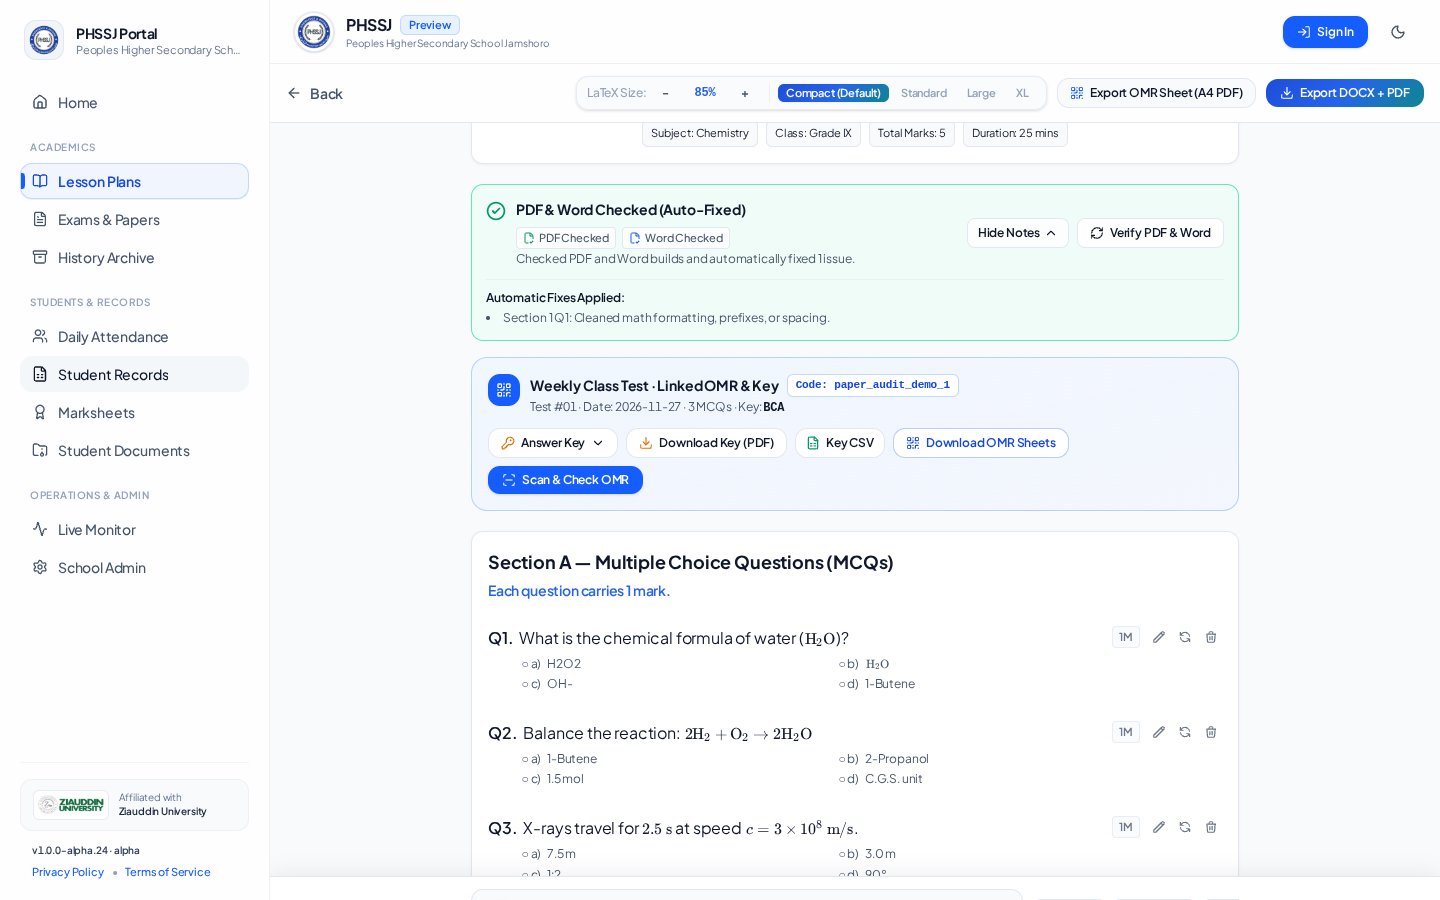 PHSSJ Portal
Peoples Higher Secondary Sch...
Home
ACADEMICS
Lesson Plans
Exams & Papers
History Archive
STUDENTS & RECORDS
Daily Attendance
Student Records
Marksheets
Student Documents
OPERATIONS & ADMIN
Live Monitor
School Admin
ZIAUDDIN
UNIVERSITY
Affiliated with
Ziauddin University
v1.0.0-alpha.24 · alpha
Privacy Policy • Terms of Service
PHSSJ Preview
Peoples Higher Secondary School Jamshoro
Sign In
Back
LaTeX Size: - 85% + Compact (Default) Standard Large XL
Export OMR Sheet (A4 PDF)
Export DOCX + PDF
Subject: Chemistry Class: Grade IX Total Marks: 5 Duration: 25 mins
PDF & Word Checked (Auto-Fixed)
PDF Checked Word Checked
Checked PDF and Word builds and automatically fixed 1 issue.
Hide Notes
Verify PDF & Word
Automatic Fixes Applied:
• Section 1 Q1: Cleaned math formatting, prefixes, or spacing.
Weekly Class Test · Linked OMR & Key Code: paper_audit_demo_1
Test #01 · Date: 2026-11-27 · 3 MCQs · Key: BCA
Answer Key Download Key (PDF) Key CSV Download OMR Sheets
Scan & Check OMR
Section A — Multiple Choice Questions (MCQs)
Each question carries 1 mark.
Q1. What is the chemical formula of water (H₂O)? 1M
○ a) H2O2 ○ b) H₂O
○ c) OH- ○ d) 1-Butene
Q2. Balance the reaction: 2H₂ + O₂ → 2H₂O 1M
○ a) 1-Butene ○ b) 2-Propanol
○ c) 1.5 mol ○ d) C.G.S. unit
Q3. X-rays travel for 2.5 s at speed c = 3 × 10⁸ m/s. 1M
○ a) 7.5 m ○ b) 3.0 m
○ c) 1:2 ○ d) 90°